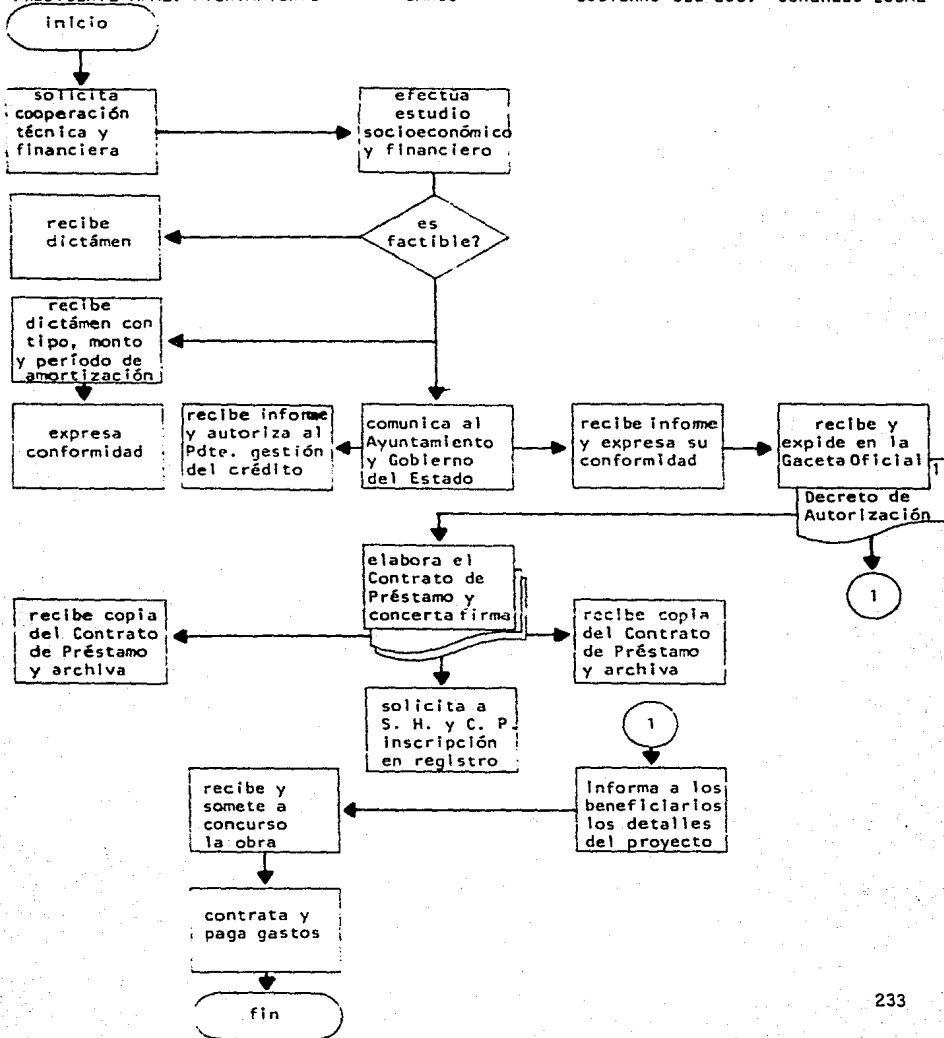 inicio
solicita
cooperación
técnica y
financiera
efectúa
estudio
socioeconómico
y financiero
recibe
dictámen
es
factible?
recibe
dictámen con
tipo, monto
y período de
amortización
expresa
conformidad
recibe informe
y autoriza al
Pdte. gestión
del crédito
comunica al
Ayuntamiento
y Gobierno
del Estado
recibe informe
y expresa su
conformidad
recibe y
expide en la
Gaceta Oficial
1
Decreto de
Autorización
1
elabora el
Contrato de
Préstamo y
concerta firma
recibe copia
del Contrato
de Préstamo
y archiva
recibe copia
del Contrato
de Préstamo
y archiva
solicita a
S. H. y C. P.
inscripción
en registro
1
recibe y
somete a
concurso
la obra
informa a los
beneficiarios
los detalles
del proyecto
contrata y
paga gastos
fin
233